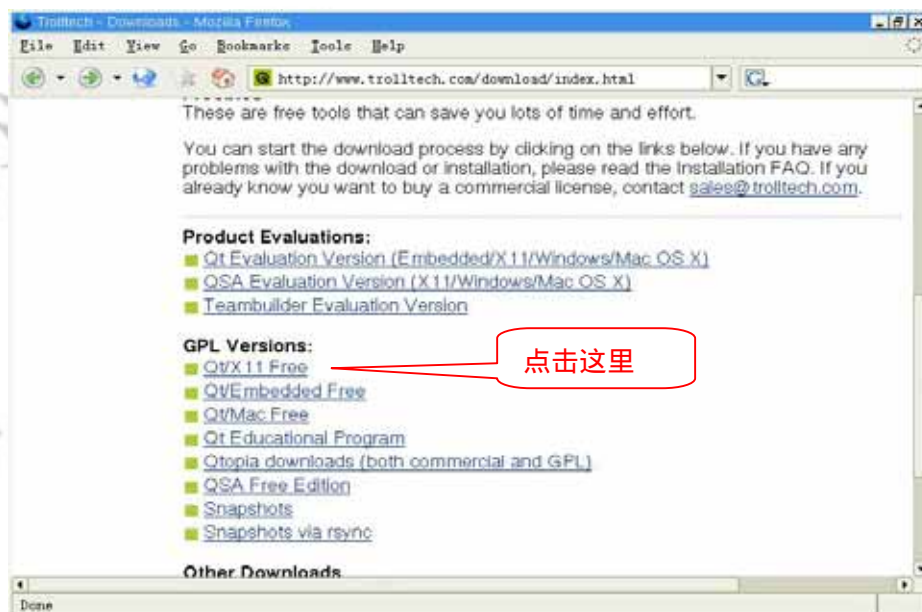 Trolltech - Downloads - Mozilla Firefox
File Edit View Go Bookmarks Tools Help
http://www.trolltech.com/download/index.html
G
These are free tools that can save you lots of time and effort.
You can start the download process by clicking on the links below. If you have any
problems with the download or installation, please read the Installation FAQ. If you
already know you want to buy a commercial license, contact sales@trolltech.com.
Product Evaluations:
Qt Evaluation Version (Embedded/X11/Windows/Mac OS X)
QSA Evaluation Version (X11/Windows/Mac OS X)
Teambuilder Evaluation Version
GPL Versions:
Qt/X11 Free
点击这里
Qt/Embedded Free
Qt/Mac Free
Qt Educational Program
Qtopia downloads (both commercial and GPL)
QSA Free Edition
Snapshots
Snapshots via rsync
Other Downloads
Done